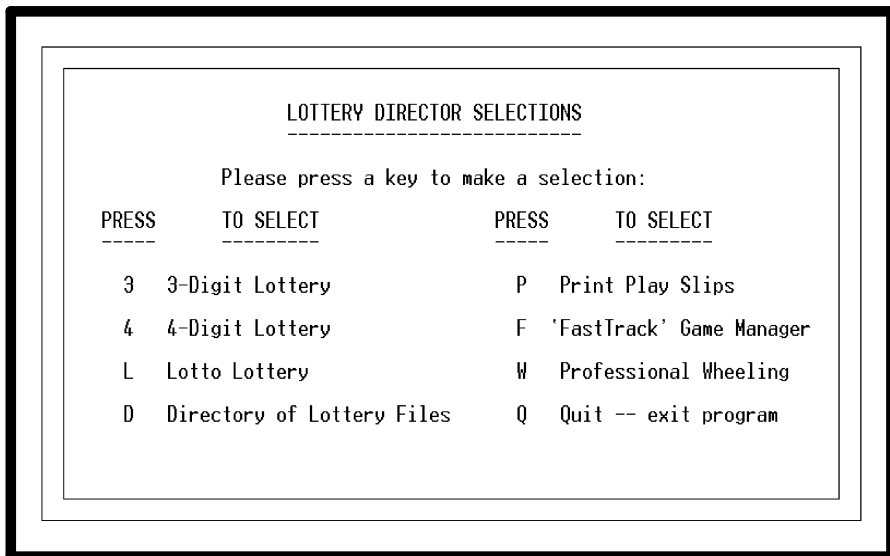 LOTTERY DIRECTOR SELECTIONS
---------------------------
Please press a key to make a selection:
PRESS TO SELECT PRESS TO SELECT
----- --------- ----- ---------
3 3-Digit Lottery P Print Play Slips
4 4-Digit Lottery F 'FastTrack' Game Manager
L Lotto Lottery W Professional Wheeling
D Directory of Lottery Files Q Quit -- exit program